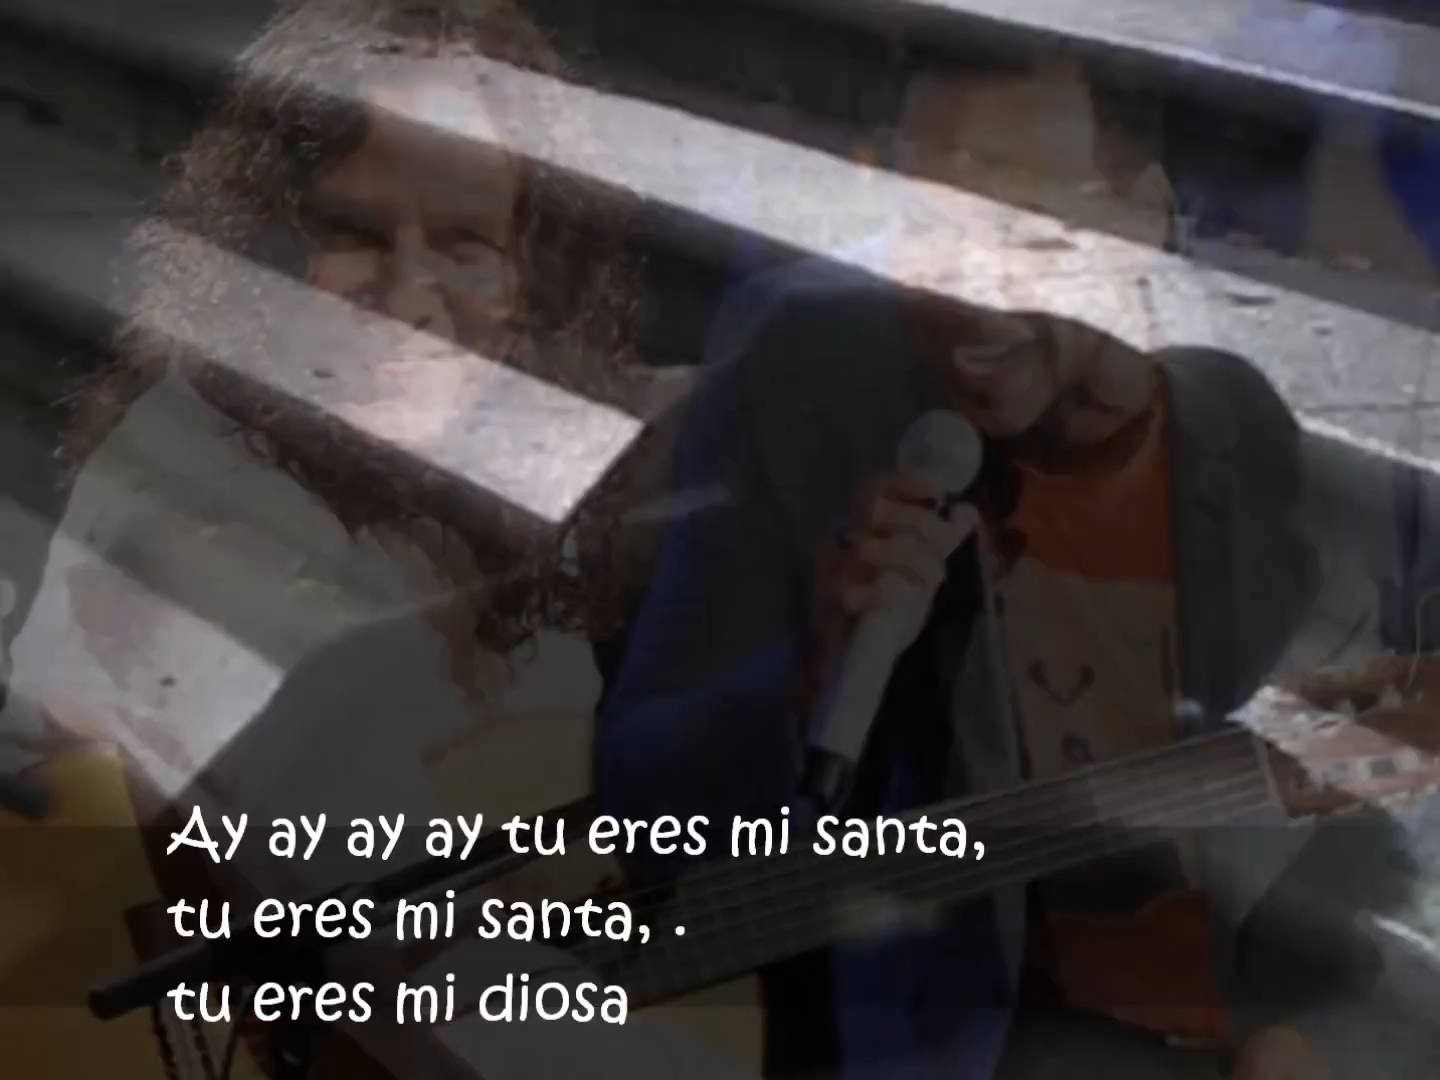 Ay ay ay ay tu eres mi santa,
tu eres mi santa, .
tu eres mi diosa